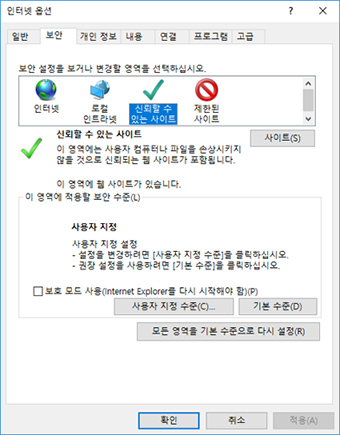 인터넷 옵션
일반 보안 개인 정보 내용 연결 프로그램 고급
보안 설정을 보거나 변경할 영역을 선택하십시오.
인터넷
로컬
인트라넷
신뢰할 수
있는 사이트
제한된
사이트
신뢰할 수 있는 사이트
사이트(S)
이 영역에는 사용자 컴퓨터나 파일을 손상시키지
않을 것으로 신뢰되는 웹 사이트가 포함됩니다.
이 영역에 웹 사이트가 있습니다.
이 영역에 적용할 보안 수준(L)
사용자 지정
사용자 지정 설정
- 설정을 변경하려면 [사용자 지정 수준]을 클릭하십시오.
- 권장 설정을 사용하려면 [기본 수준]을 클릭하십시오.
보호 모드 사용(Internet Explorer를 다시 시작해야 함)(P)
사용자 지정 수준(C)... 기본 수준(D)
모든 영역을 기본 수준으로 다시 설정(R)
확인 취소 적용(A)